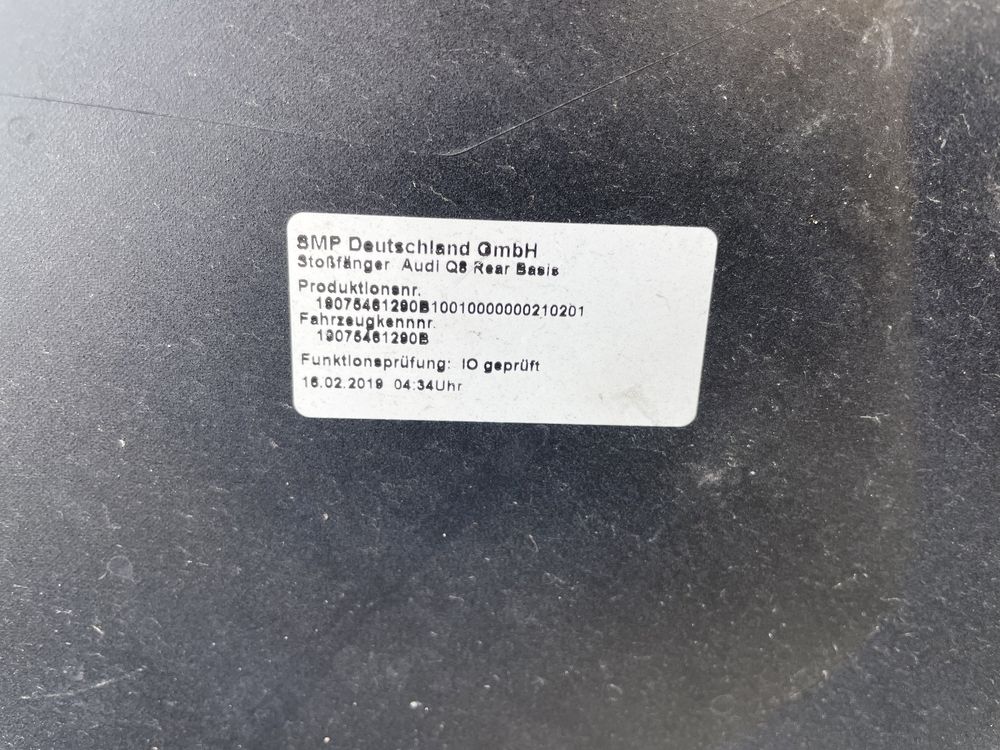 SMP Deutschland GmbH
Stoßfänger Audi Q8 Rear Basis
Produktionsnr.
19075461290B10010000000210201
Fahrzeugkennnr.
19075461290B
Funktionsprüfung: IO geprüft
16.02.2019 04:34Uhr